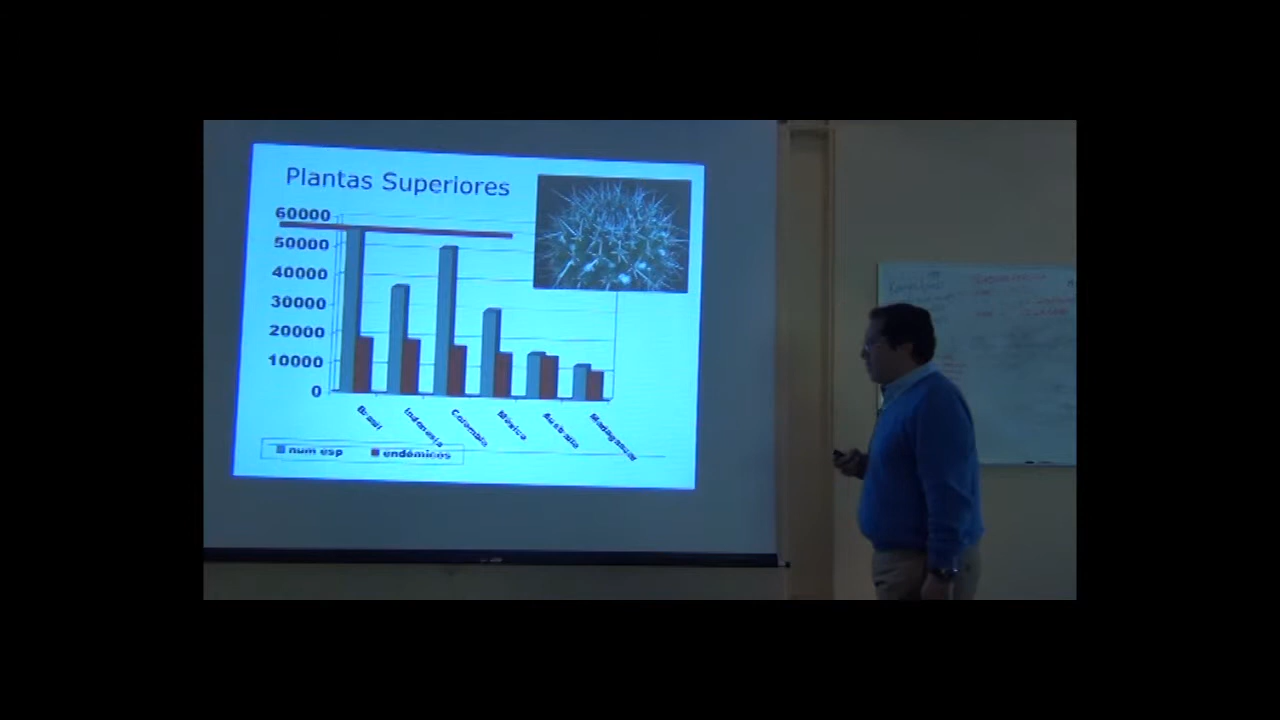 Plantas Superiores
60000
50000
40000
30000
20000
10000
0
Brasil
Indonesia
Colombia
México
Australia
Madagascar
num esp
endémicos